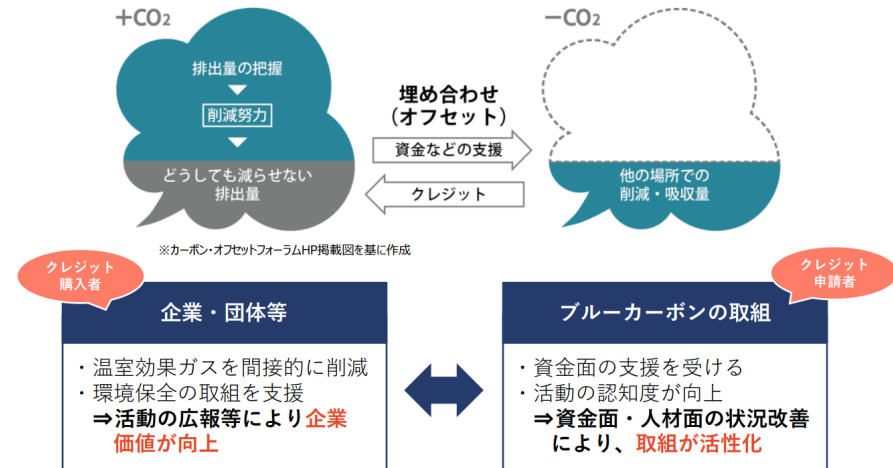 +CO₂
排出量の把握
削減努力
どうしても減らせない
排出量
埋め合わせ
（オフセット）
資金などの支援
クレジット
−CO₂
他の場所での
削減・吸収量
※カーボン・オフセットフォーラムHP掲載図を基に作成
クレジット
購入者
企業・団体等
・温室効果ガスを間接的に削減
・環境保全の取組を支援
⇒活動の広報等により企業
価値が向上
クレジット
申請者
ブルーカーボンの取組
・資金面の支援を受ける
・活動の認知度が向上
⇒資金面・人材面の状況改善
により、取組が活性化